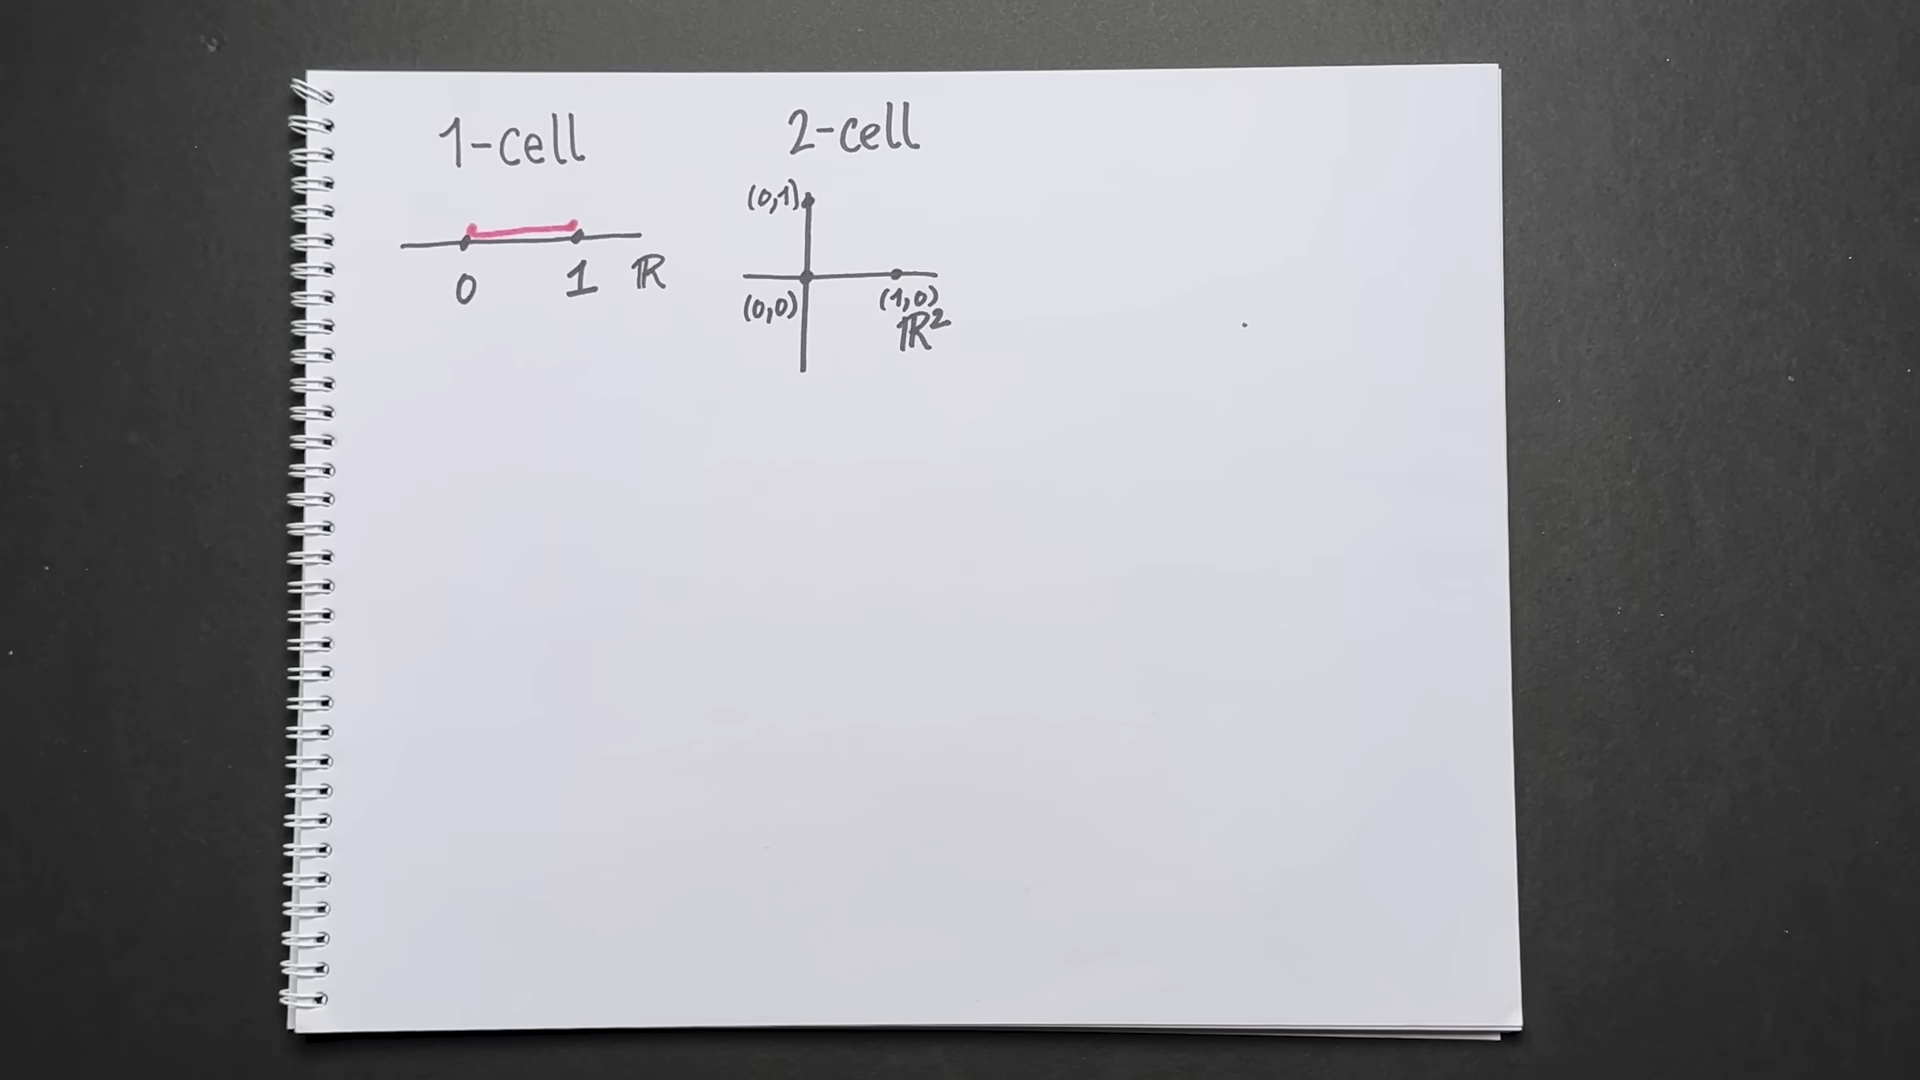 1-cell
0 1 ℝ
2-cell
(0,1)
(0,0) (1,0)
ℝ²